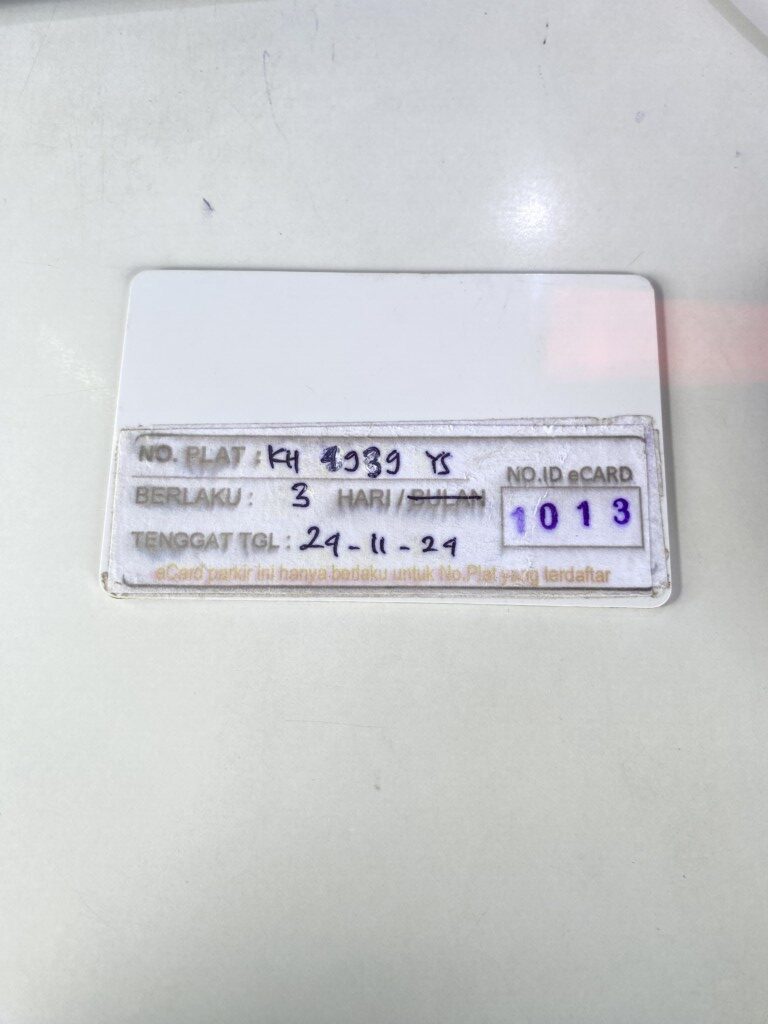 NO. PLAT : KH 4939 YS
BERLAKU : 3 HARI / BULAN
TENGGAT TGL : 29 - 11 - 24
NO.ID eCARD
1013
eCard parkir ini hanya berlaku untuk No.Plat yang terdaftar